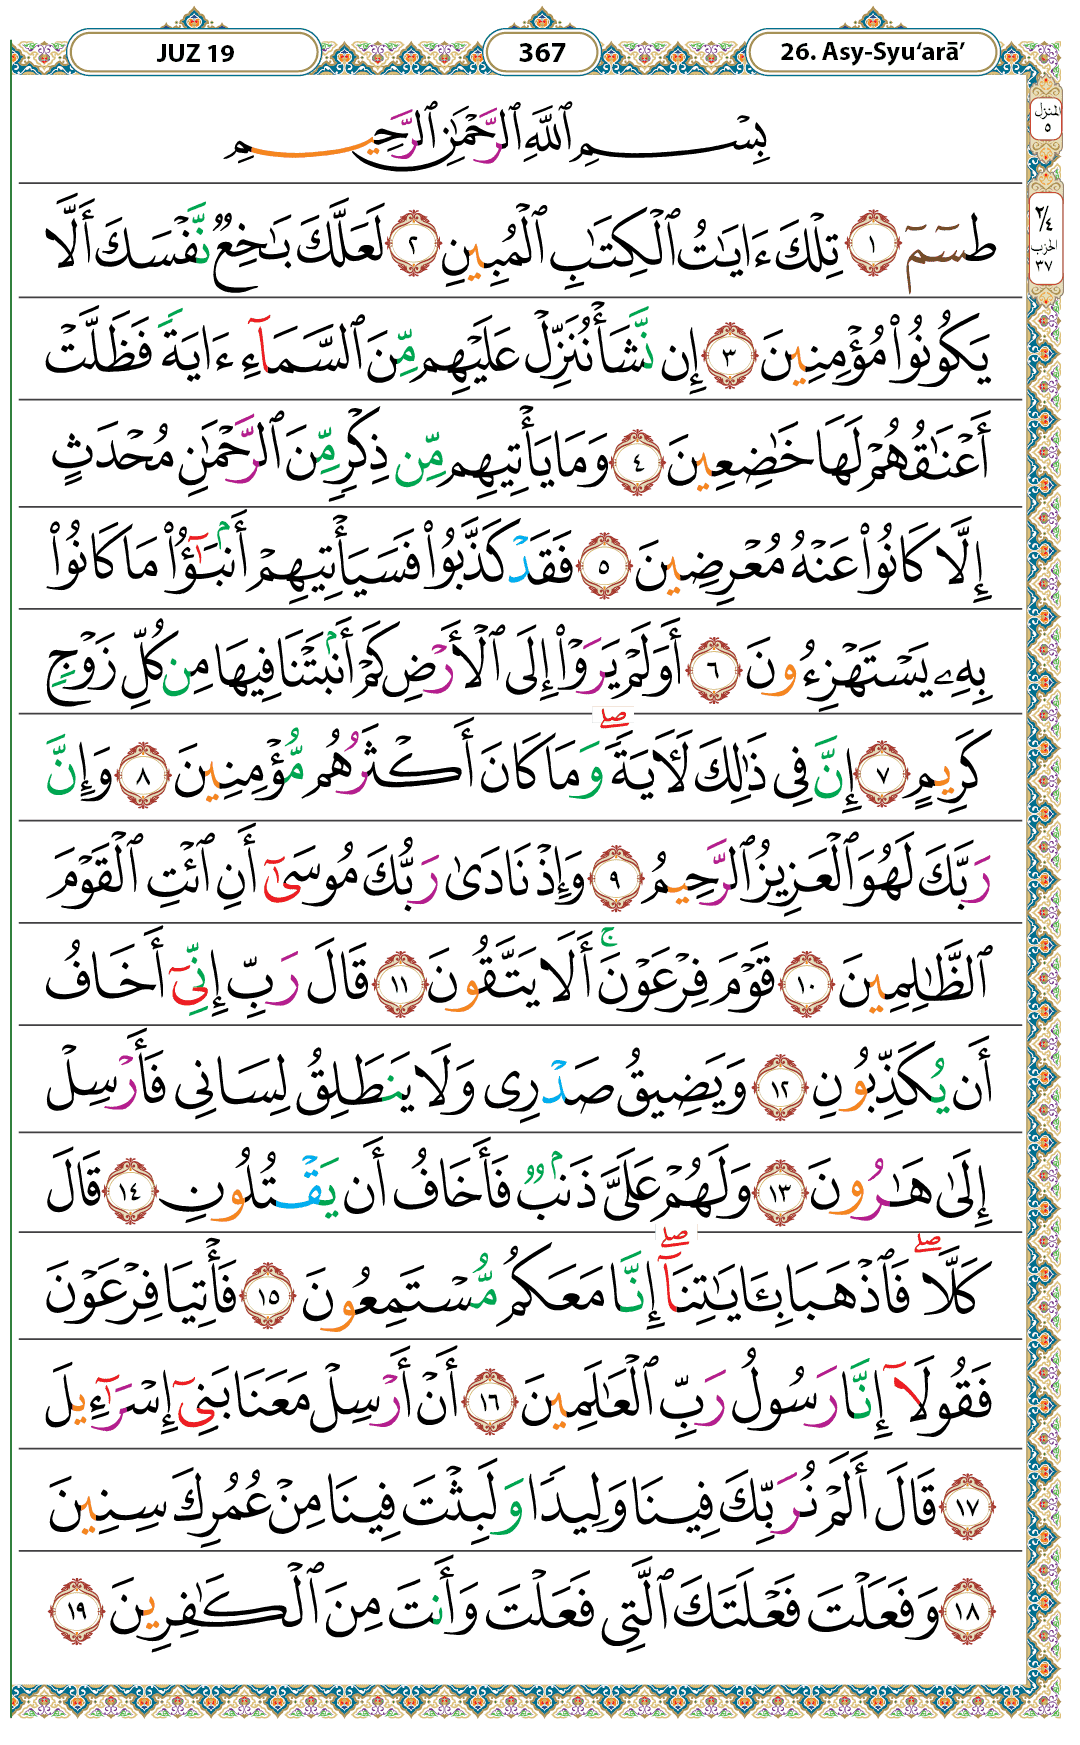 JUZ 19
367
26. Asy-Syu‘arā’
المنزل
٥
٢/٤
الحزب
٣٧
بِسْمِ ٱللَّهِ ٱلرَّحْمَٰنِ ٱلرَّحِيمِ
طسٓمٓ ١ تِلْكَ ءَايَٰتُ ٱلْكِتَٰبِ ٱلْمُبِينِ ٢ لَعَلَّكَ بَٰخِعٌ نَّفْسَكَ أَلَّا
يَكُونُوا۟ مُؤْمِنِينَ ٣ إِن نَّشَأْ نُنَزِّلْ عَلَيْهِم مِّنَ ٱلسَّمَآءِ ءَايَةً فَظَلَّتْ
أَعْنَٰقُهُمْ لَهَا خَٰضِعِينَ ٤ وَمَا يَأْتِيهِم مِّن ذِكْرٍ مِّنَ ٱلرَّحْمَٰنِ مُحْدَثٍ
إِلَّا كَانُوا۟ عَنْهُ مُعْرِضِينَ ٥ فَقَدْ كَذَّبُوا۟ فَسَيَأْتِيهِمْ أَنۢبَٰٓؤُا۟ مَا كَانُوا۟
بِهِۦ يَسْتَهْزِءُونَ ٦ أَوَلَمْ يَرَوْا۟ إِلَى ٱلْأَرْضِ كَمْ أَنۢبَتْنَا فِيهَا مِن كُلِّ زَوْجٍ
كَرِيمٍ ٧ إِنَّ فِى ذَٰلِكَ لَءَايَةً ۖ وَمَا كَانَ أَكْثَرُهُم مُّؤْمِنِينَ ٨ وَإِنَّ
رَبَّكَ لَهُوَ ٱلْعَزِيزُ ٱلرَّحِيمُ ٩ وَإِذْ نَادَىٰ رَبُّكَ مُوسَىٰٓ أَنِ ٱئْتِ ٱلْقَوْمَ
ٱلظَّٰلِمِينَ ١٠ قَوْمَ فِرْعَوْنَ ۚ أَلَا يَتَّقُونَ ١١ قَالَ رَبِّ إِنِّىٓ أَخَافُ
أَن يُكَذِّبُونِ ١٢ وَيَضِيقُ صَدْرِى وَلَا يَنطَلِقُ لِسَانِى فَأَرْسِلْ
إِلَىٰ هَٰرُونَ ١٣ وَلَهُمْ عَلَىَّ ذَنۢبٌ فَأَخَافُ أَن يَقْتُلُونِ ١٤ قَالَ
كَلَّا ۖ فَٱذْهَبَا بِـَٔايَٰتِنَآ ۖ إِنَّا مَعَكُم مُّسْتَمِعُونَ ١٥ فَأْتِيَا فِرْعَوْنَ
فَقُولَآ إِنَّا رَسُولُ رَبِّ ٱلْعَٰلَمِينَ ١٦ أَنْ أَرْسِلْ مَعَنَا بَنِىٓ إِسْرَٰٓءِيلَ
١٧ قَالَ أَلَمْ نُرَبِّكَ فِينَا وَلِيدًا وَلَبِثْتَ فِينَا مِنْ عُمُرِكَ سِنِينَ
١٨ وَفَعَلْتَ فَعْلَتَكَ ٱلَّتِى فَعَلْتَ وَأَنتَ مِنَ ٱلْكَٰفِرِينَ ١٩